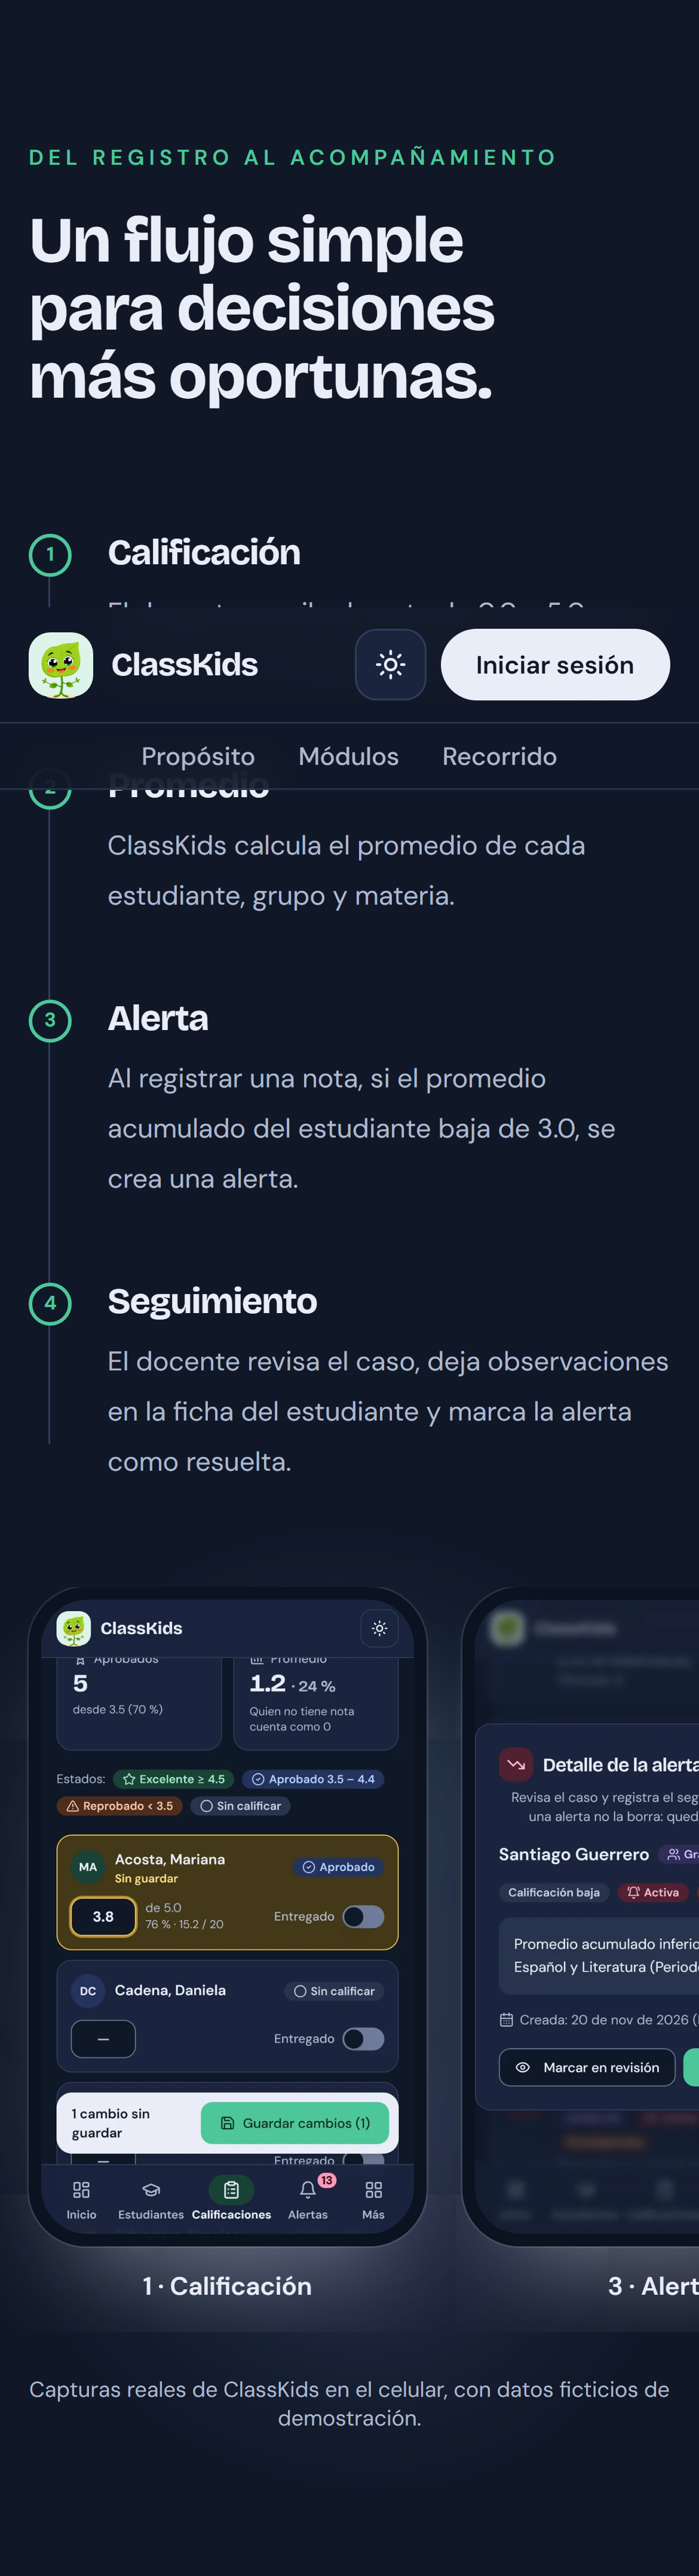 DEL REGISTRO AL ACOMPAÑAMIENTO
Un flujo simple
para decisiones
más oportunas.
1
Calificación
ClassKids
Iniciar sesión
Propósito
Módulos
Recorrido
2
Promedio
ClassKids calcula el promedio de cada
estudiante, grupo y materia.
3
Alerta
Al registrar una nota, si el promedio
acumulado del estudiante baja de 3.0, se
crea una alerta.
4
Seguimiento
El docente revisa el caso, deja observaciones
en la ficha del estudiante y marca la alerta
como resuelta.
ClassKids
Aprobados
5
desde 3.5 (70 %)
Promedio
1.2 · 24 %
Quien no tiene nota
cuenta como 0
Estados:
Excelente ≥ 4.5
Aprobado 3.5 – 4.4
Reprobado < 3.5
Sin calificar
MA
Acosta, Mariana
Sin guardar
Aprobado
3.8
de 5.0
76 % · 15.2 / 20
Entregado
DC
Cadena, Daniela
Sin calificar
—
Entregado
1 cambio sin
guardar
Guardar cambios (1)
—
Entregado
Inicio
Estudiantes
Calificaciones
13
Alertas
Más
1 · Calificación
Detalle de la alerta
Revisa el caso y registra el seg
una alerta no la borra: qued
Santiago Guerrero
Gr
Calificación baja
Activa
Promedio acumulado inferio
Español y Literatura (Period
Creada: 20 de nov de 2026 (
Marcar en revisión
3 · Alert
Capturas reales de ClassKids en el celular, con datos ficticios de
demostración.